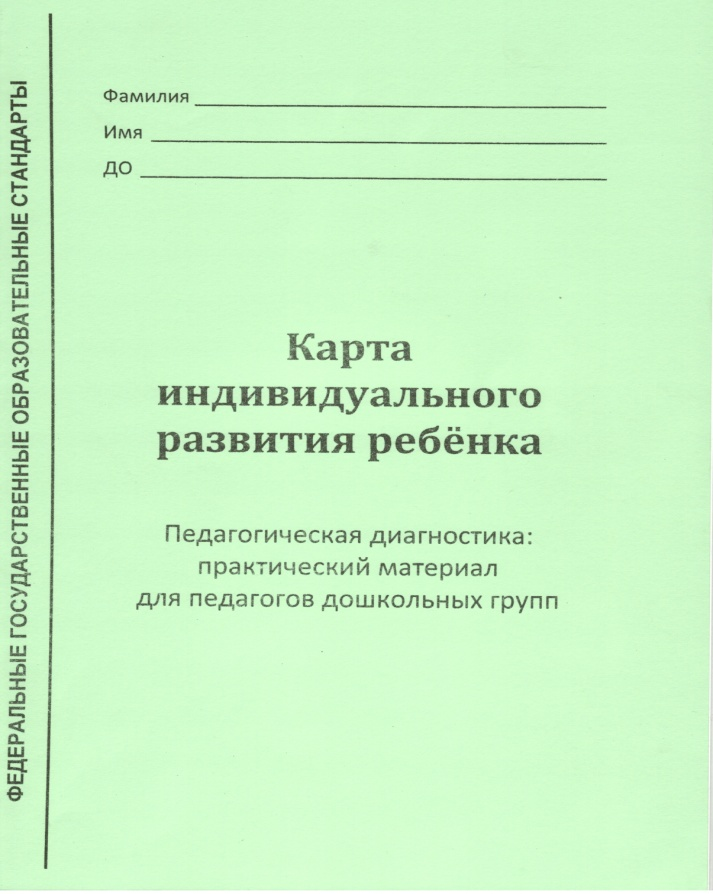 ФЕДЕРАЛЬНЫЕ ГОСУДАРСТВЕННЫЕ ОБРАЗОВАТЕЛЬНЫЕ СТАНДАРТЫ
Фамилия
Имя
ДО
Карта
индивидуального
развития ребёнка
Педагогическая диагностика:
практический материал
для педагогов дошкольных групп